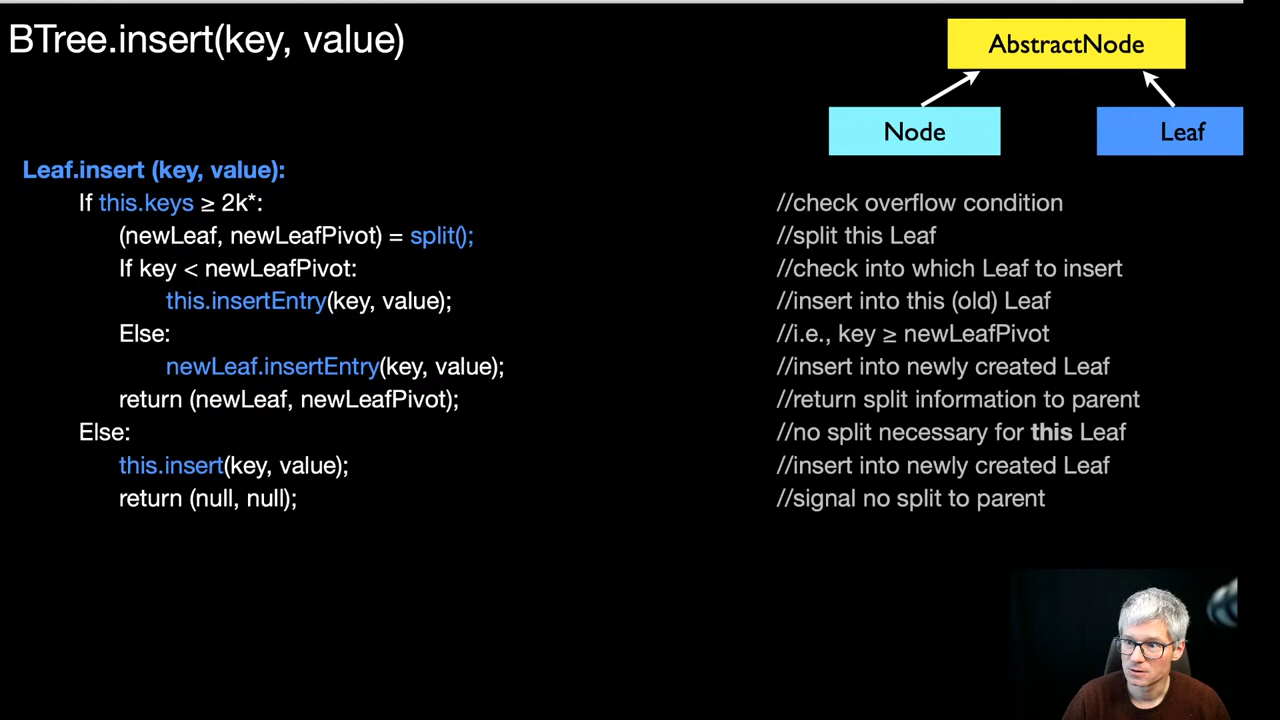 BTree.insert(key, value)
AbstractNode
Node
Leaf
Leaf.insert (key, value):
If this.keys ≥ 2k*: //check overflow condition
(newLeaf, newLeafPivot) = split(); //split this Leaf
If key < newLeafPivot: //check into which Leaf to insert
this.insertEntry(key, value); //insert into this (old) Leaf
Else: //i.e., key ≥ newLeafPivot
newLeaf.insertEntry(key, value); //insert into newly created Leaf
return (newLeaf, newLeafPivot); //return split information to parent
Else: //no split necessary for this Leaf
this.insert(key, value); //insert into newly created Leaf
return (null, null); //signal no split to parent